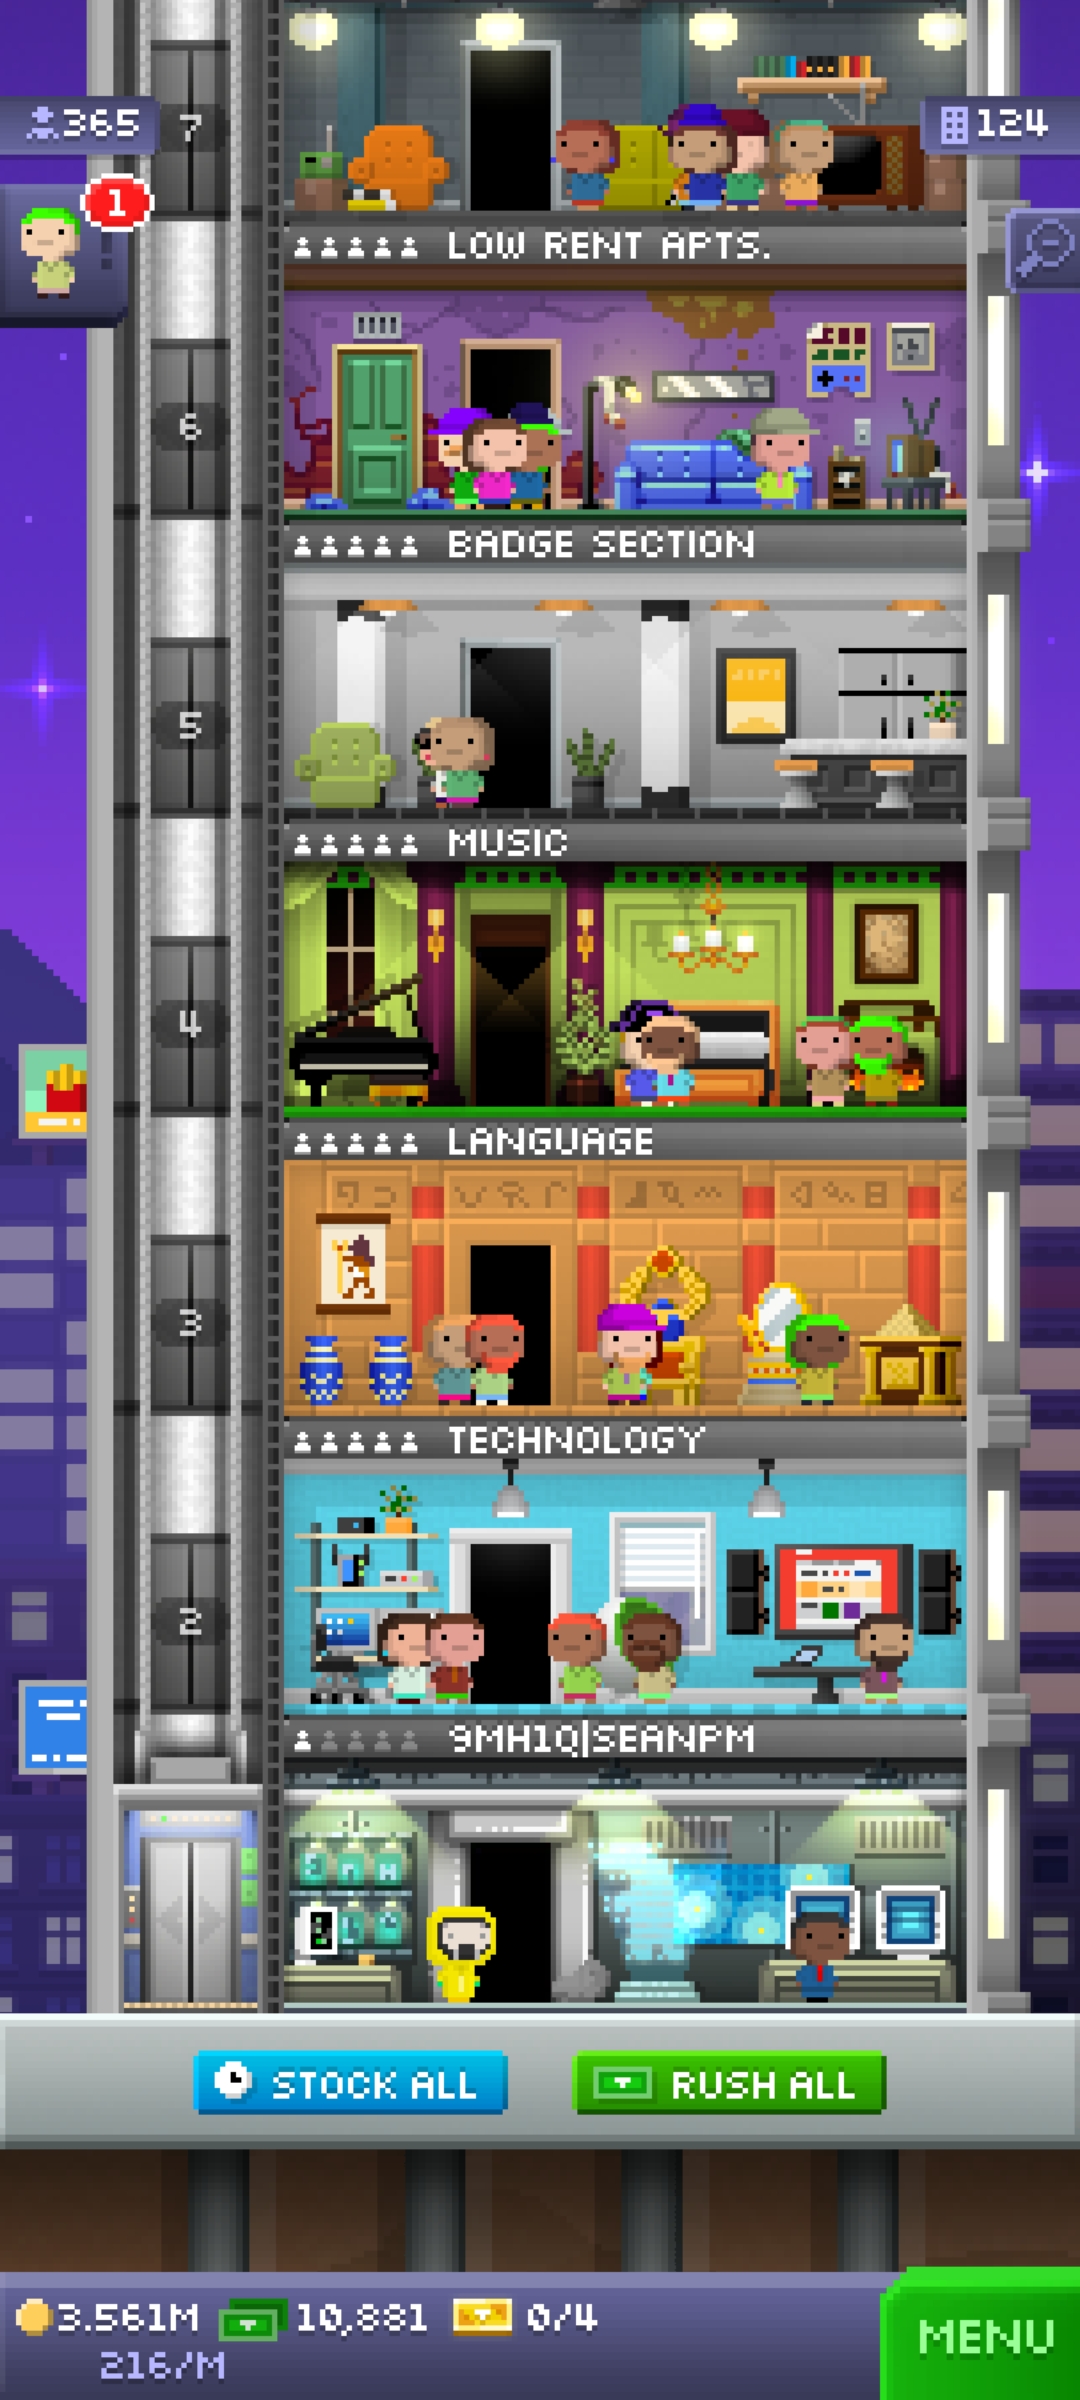 365
7
124
1
LOW RENT APTS.
6
BADGE SECTION
5
MUSIC
4
LANGUAGE
3
TECHNOLOGY
2
9MH1Q|SEANPM
STOCK ALL
RUSH ALL
3.561M
10,881
0/4
216/M
MENU